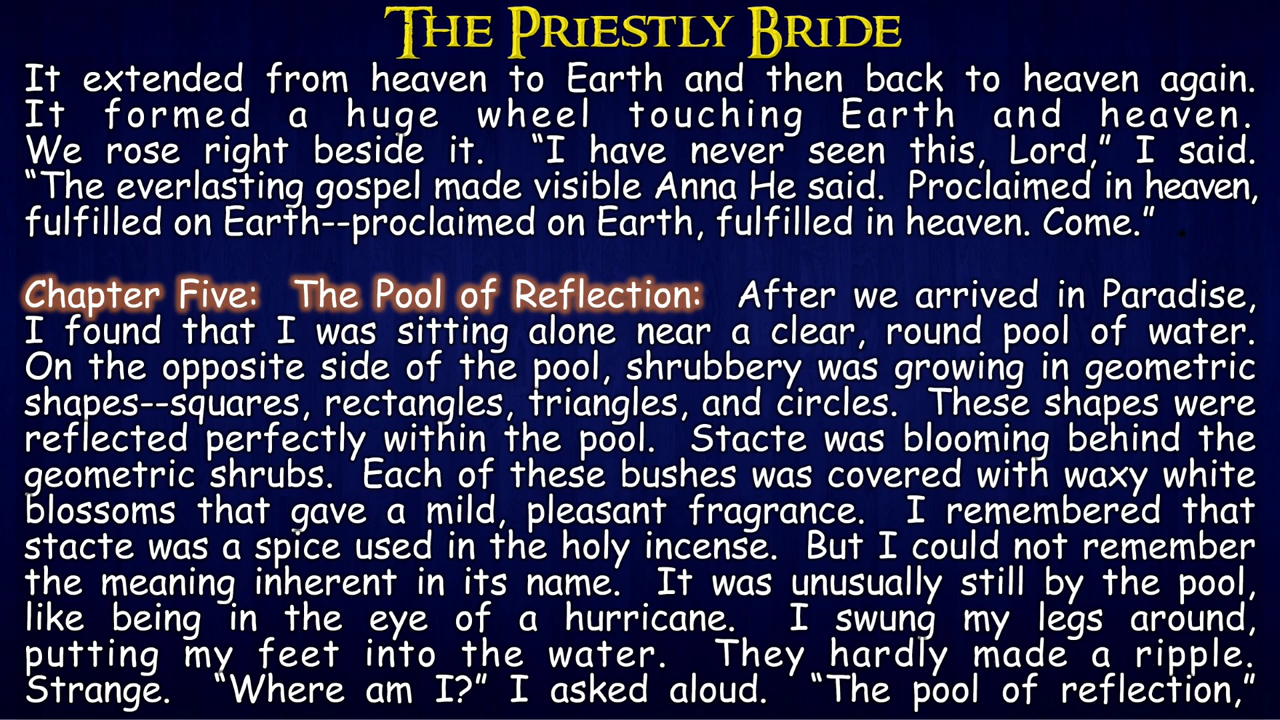 The Priestly Bride
It extended from heaven to Earth and then back to heaven again.
It formed a huge wheel touching Earth and heaven.
We rose right beside it.  “I have never seen this, Lord,” I said.
“The everlasting gospel made visible Anna He said.  Proclaimed in heaven,
fulfilled on Earth--proclaimed on Earth, fulfilled in heaven. Come.”
Chapter Five:  The Pool of Reflection:  After we arrived in Paradise,
I found that I was sitting alone near a clear, round pool of water.
On the opposite side of the pool, shrubbery was growing in geometric
shapes--squares, rectangles, triangles, and circles.  These shapes were
reflected perfectly within the pool.  Stacte was blooming behind the
geometric shrubs.  Each of these bushes was covered with waxy white
blossoms that gave a mild, pleasant fragrance.  I remembered that
stacte was a spice used in the holy incense.  But I could not remember
the meaning inherent in its name.  It was unusually still by the pool,
like being in the eye of a hurricane.  I swung my legs around,
putting my feet into the water.  They hardly made a ripple.
Strange.  “Where am I?” I asked aloud.  “The pool of reflection,”